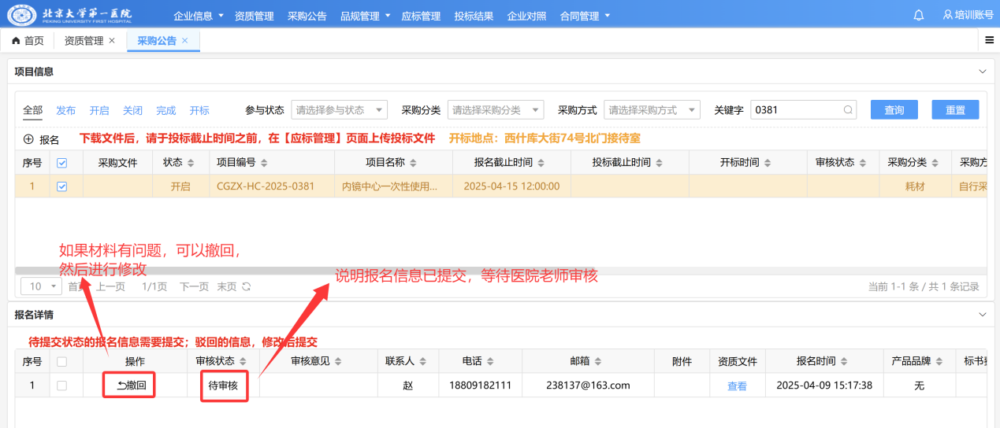 北京大学第一医院
PEKING UNIVERSITY FIRST HOSPITAL
企业信息 资质管理 采购公告 品规管理 应标管理 投标结果 企业对照 合同管理 培训账号
首页 资质管理 × 采购公告 ×
项目信息
全部 发布 开启 关闭 完成 开标 参与状态 请选择参与状态 采购分类 请选择采购分类 采购方式 请选择采购方式 关键字 0381 查询 重置
报名 下载文件后，请于投标截止时间之前，在【应标管理】页面上传投标文件 开标地点：西什库大街74号北门接待室
序号 采购文件 状态 项目编号 项目名称 报名截止时间 投标截止时间 开标时间 审核状态 采购分类 采购方
1 开启 CGZX-HC-2025-0381 内镜中心一次性使用... 2025-04-15 12:00:00 耗材 自行采
如果材料有问题，可以撤回，
然后进行修改
说明报名信息已提交，等待医院老师审核
10 首页 上一页 1/1页 下一页 末页 当前 1-1 条 / 共 1 条记录
报名详情
待提交状态的报名信息需要提交；驳回的信息，修改后提交
序号 操作 审核状态 审核意见 联系人 电话 邮箱 附件 资质文件 报名时间 产品品牌 标书费
1 撤回 待审核 赵 18809182111 238137@163.com 查看 2025-04-09 15:17:38 无